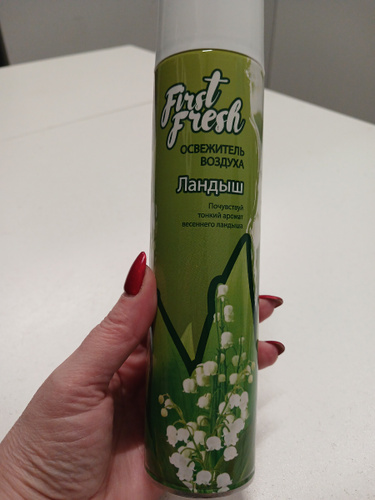 First
Fresh
ОСВЕЖИТЕЛЬ
ВОЗДУХА
Ландыш
Почувствуй
тонкий аромат
весеннего ландыша